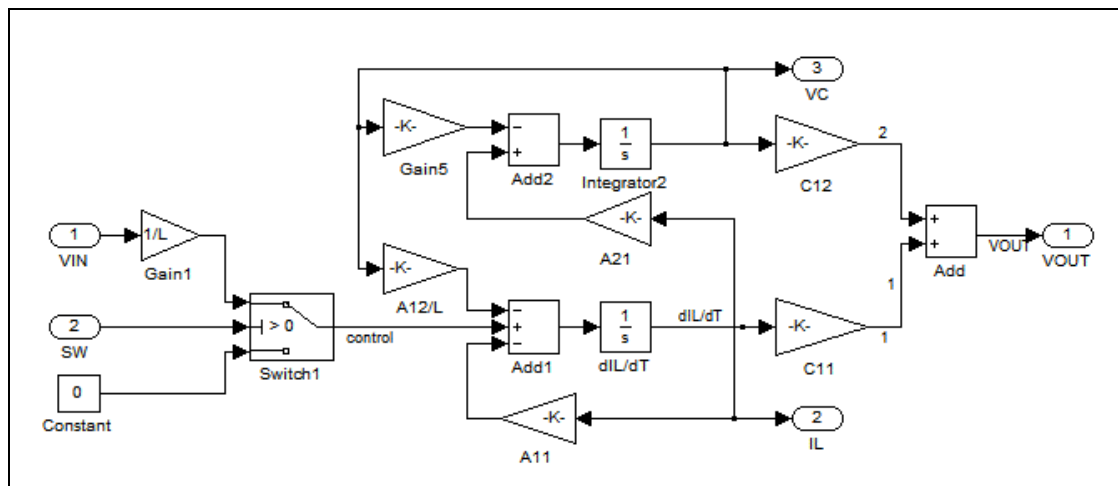 3
VC
-K-
Gain5
−
+
Add2
1
s
Integrator2
-K-
C12
2
-K-
A21
1
VIN
1/L
Gain1
2
SW
> 0
Switch1
0
Constant
control
-K-
A12/L
−
+
−
Add1
1
s
dIL/dT
dIL/dT
-K-
C11
1
1
+
+
Add
VOUT
1
VOUT
-K-
A11
2
IL